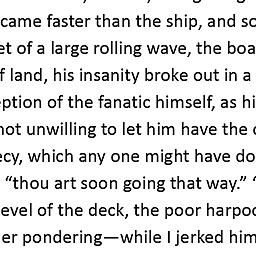 came faster than the ship, and so
et of a large rolling wave, the boa
f land, his insanity broke out in a
eption of the fanatic himself, as hi
not unwilling to let him have the
ecy, which any one might have do
“thou art soon going that way.”
level of the deck, the poor harpoo
er pondering—while I jerked him